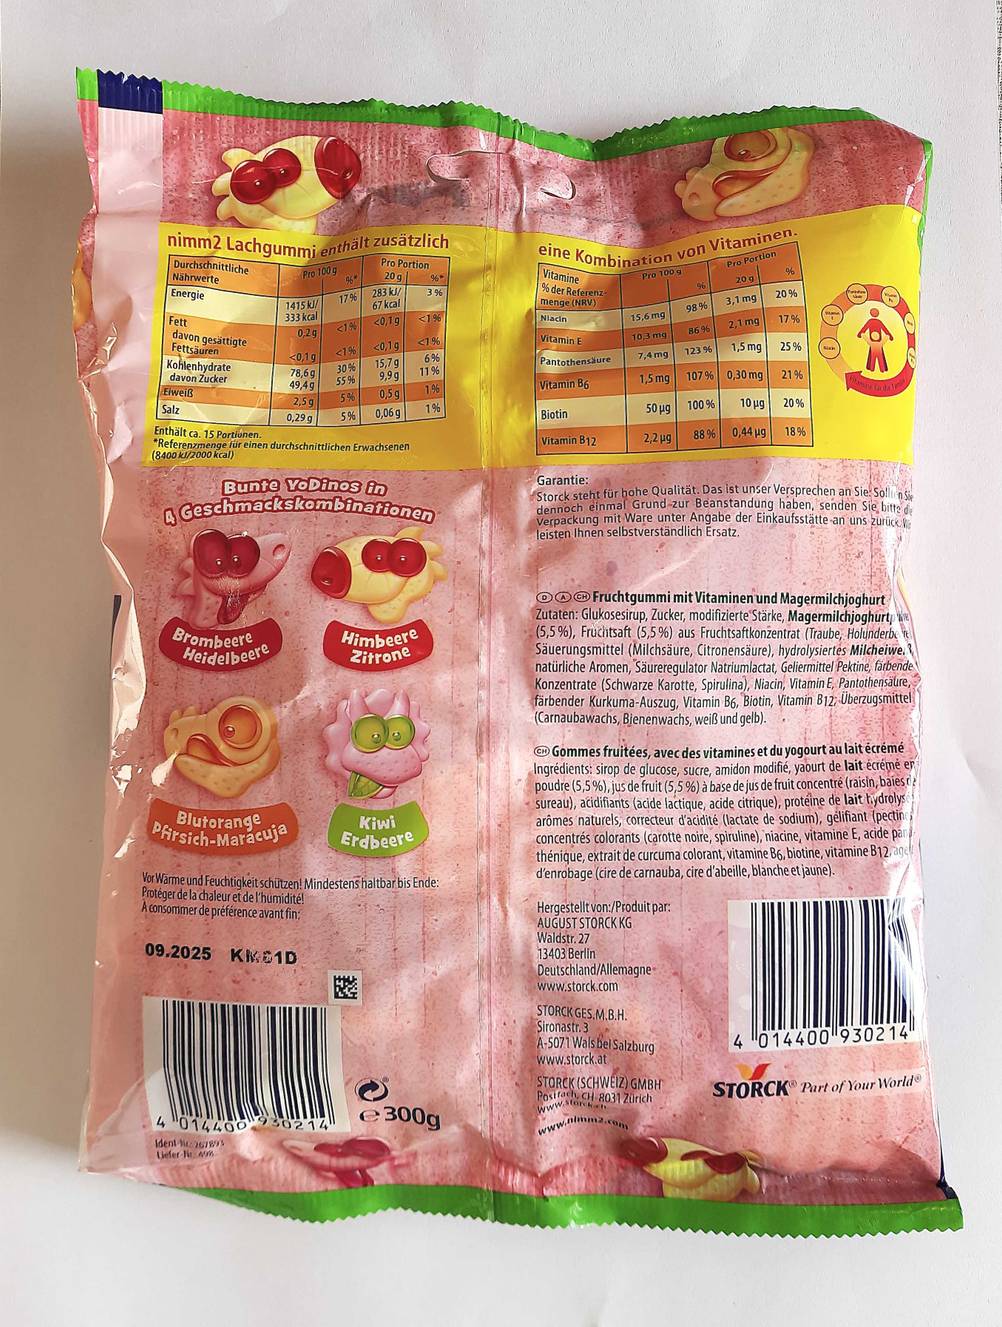 nimm2 Lachgummi enthält zusätzlich
Durchschnittliche Nährwerte Pro 100 g %* Pro Portion 20 g %*
Energie 1415 kJ/ 333 kcal 17 % 283 kJ/ 67 kcal 3 %
Fett 0,2 g <1 % <0,1 g <1 %
davon gesättigte Fettsäuren <0,1 g <1 % <0,1 g <1 %
Kohlenhydrate 78,6 g 30 % 15,7 g 6 %
davon Zucker 49,4 g 55 % 9,9 g 11 %
Eiweiß 2,5 g 5 % 0,5 g 1 %
Salz 0,29 g 5 % 0,06 g 1 %
Enthält ca. 15 Portionen.
*Referenzmenge für einen durchschnittlichen Erwachsenen
(8400 kJ/2000 kcal)
eine Kombination von Vitaminen.
Vitamine % der Referenz- menge (NRV) Pro 100 g % Pro Portion 20 g %
Niacin 15,6 mg 98 % 3,1 mg 20 %
Vitamin E 10,3 mg 86 % 2,1 mg 17 %
Pantothensäure 7,4 mg 123 % 1,5 mg 25 %
Vitamin B6 1,5 mg 107 % 0,30 mg 21 %
Biotin 50 µg 100 % 10 µg 20 %
Vitamin B12 2,2 µg 88 % 0,44 µg 18 %
Bunte YoDinos in
4 Geschmackskombinationen
Brombeere
Heidelbeere
Himbeere
Zitrone
Blutorange
Pfirsich-Maracuja
Kiwi
Erdbeere
Vor Wärme und Feuchtigkeit schützen! Mindestens haltbar bis Ende:
Protéger de la chaleur et de l'humidité!
A consommer de préférence avant fin:
09.2025
4 014400 930214
e 300g
Garantie:
Storck steht für hohe Qualität. Das ist unser Versprechen an Sie: Sie
dennoch einmal Grund zur Beanstandung haben, senden Sie bitte die
Verpackung mit Ware unter Angabe der Einkaufsstätte an uns zurück.
leisten Ihnen selbstverständlich Ersatz.
D A CH Fruchtgummi mit Vitaminen und Magermilchjoghurt
Zutaten: Glukosesirup, Zucker, modifizierte Stärke,
(5,5 %), Fruchtsaft (5,5 %) aus Fruchtsaftkonzentrat (Traube,
Säuerungsmittel (Milchsäure, Citronensäure), hydrolysiertes
natürliche Aromen, Säureregulator Natriumlactat, Geliermittel Pektine, färbende
Konzentrate (Schwarze Karotte, Spirulina), Niacin, Vitamin E, Pantothensäure,
färbender Kurkuma-Auszug, Vitamin B6, Biotin, Vitamin B12, Überzugsmittel
(Carnaubawachs, Bienenwachs, weiß und gelb).
CH Gommes fruitées, avec des vitamines et du yogourt au lait écrémé
Ingrédients: sirop de glucose, sucre, amidon modifié, yaourt de lait écrémé en
poudre (5,5 %), jus de fruit (5,5 %) à base de jus de fruit concentré (raisin, baies de
sureau), acidifiants (acide lactique, acide citrique), protéine de lait
arômes naturels, correcteur d'acidité (lactate de sodium), gélifiant
concentrés colorants (carotte noire, spiruline), niacine, vitamine E, acide
thénique, extrait de curcuma colorant, vitamine B6, biotine, vitamine B12,
d'enrobage (cire de carnauba, cire d'abeille, blanche et jaune).
Hergestellt von:/Produit par:
AUGUST STORCK KG
Waldstr. 27
13403 Berlin
Deutschland/Allemagne
www.storck.com
STORCK GES.M.B.H.
Sironastr. 3
A-5071 Wals bei Salzburg
www.storck.at
STORCK (SCHWEIZ) GMBH
Postfach, CH-8031 Zürich
www.storck.ch
www.nimm2.com
4 014400 930214
STORCK® Part of Your World®